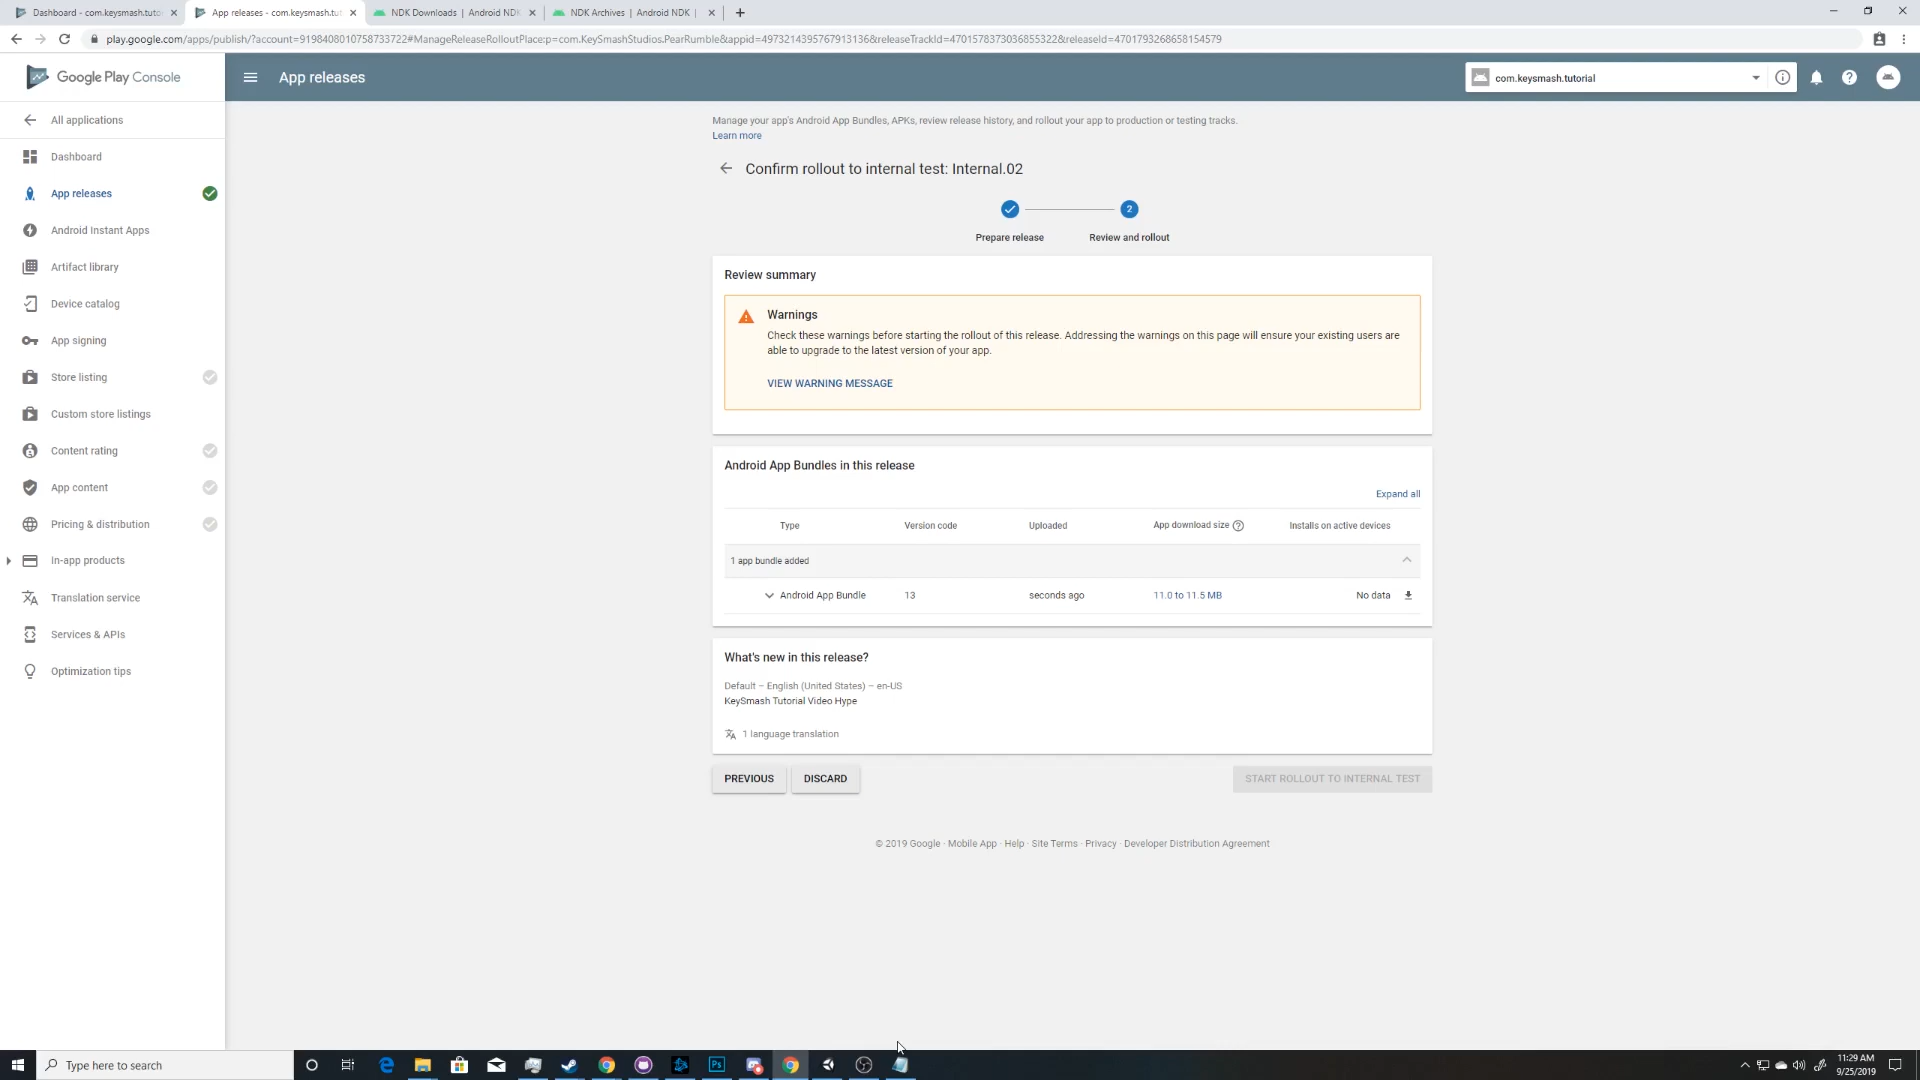 Dashboard - com.keysmash.tuto
App releases - com.keysmash.tut
NDK Downloads | Android NDK
NDK Archives | Android NDK |
play.google.com/apps/publish/?account=9198408010758733722#ManageReleaseRolloutPlace:p=com.KeySmashStudios.PearRumble&appid=4973214395767913136&releaseTrackId=4701578373036855322&releaseId=4701793268658154579
Google Play Console
App releases
com.keysmash.tutorial
All applications
Dashboard
App releases
Android Instant Apps
Artifact library
Device catalog
App signing
Store listing
Custom store listings
Content rating
App content
Pricing & distribution
In-app products
Translation service
Services & APIs
Optimization tips
Manage your app's Android App Bundles, APKs, review release history, and rollout your app to production or testing tracks.
Learn more
Confirm rollout to internal test: Internal.02
2
Prepare release
Review and rollout
Review summary
Warnings
Check these warnings before starting the rollout of this release. Addressing the warnings on this page will ensure your existing users are
able to upgrade to the latest version of your app.
VIEW WARNING MESSAGE
Android App Bundles in this release
Expand all
Type Version code Uploaded App download size Installs on active devices
1 app bundle added
Android App Bundle 13 seconds ago 11.0 to 11.5 MB No data
What's new in this release?
Default – English (United States) – en-US
KeySmash Tutorial Video Hype
1 language translation
PREVIOUS DISCARD START ROLLOUT TO INTERNAL TEST
© 2019 Google · Mobile App · Help · Site Terms · Privacy · Developer Distribution Agreement
Type here to search
Ps
11:29 AM
9/25/2019